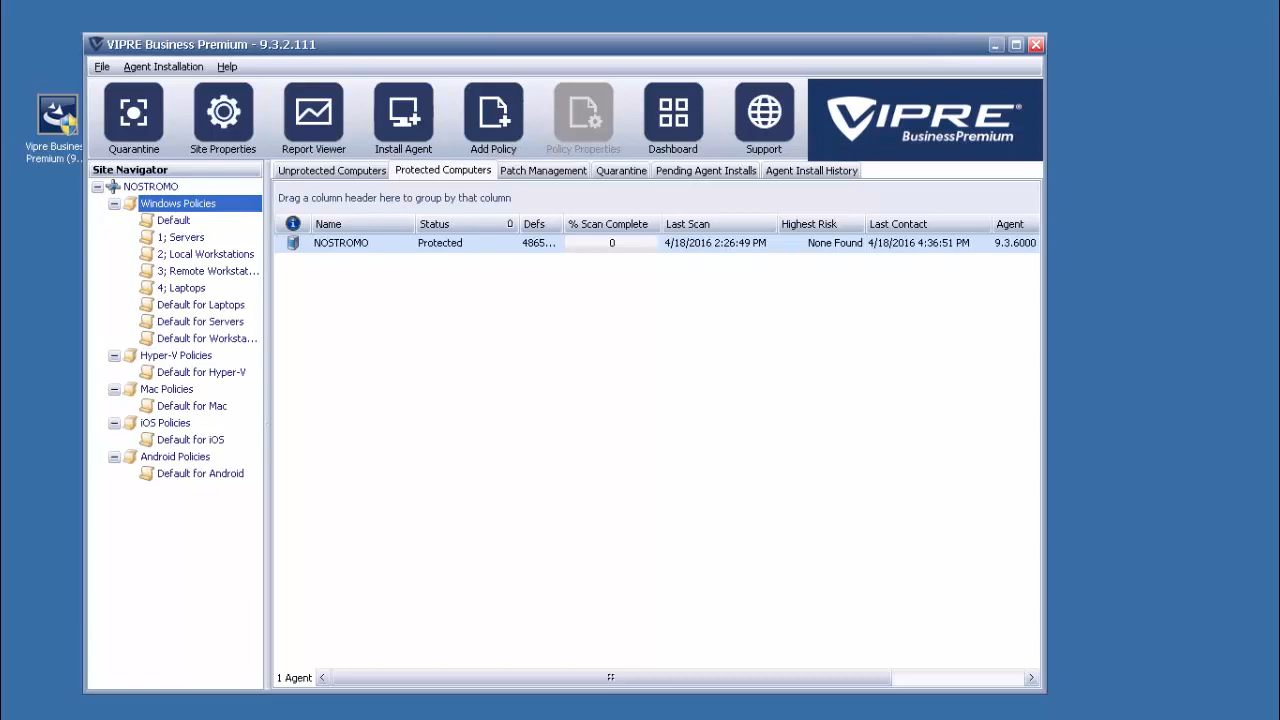 VIPRE Business Premium - 9.3.2.111
File Agent Installation Help
Vipre Busines
Premium (9...
Quarantine Site Properties Report Viewer Install Agent Add Policy Policy Properties Dashboard Support
VIPRE®
BusinessPremium
Site Navigator
NOSTROMO
Windows Policies
Default
1; Servers
2; Local Workstations
3; Remote Workstat...
4; Laptops
Default for Laptops
Default for Servers
Default for Worksta...
Hyper-V Policies
Default for Hyper-V
Mac Policies
Default for Mac
iOS Policies
Default for iOS
Android Policies
Default for Android
Unprotected Computers Protected Computers Patch Management Quarantine Pending Agent Installs Agent Install History
Drag a column header here to group by that column
Name Status Defs % Scan Complete Last Scan Highest Risk Last Contact Agent
NOSTROMO Protected 4865... 0 4/18/2016 2:26:49 PM None Found 4/18/2016 4:36:51 PM 9.3.6000
1 Agent